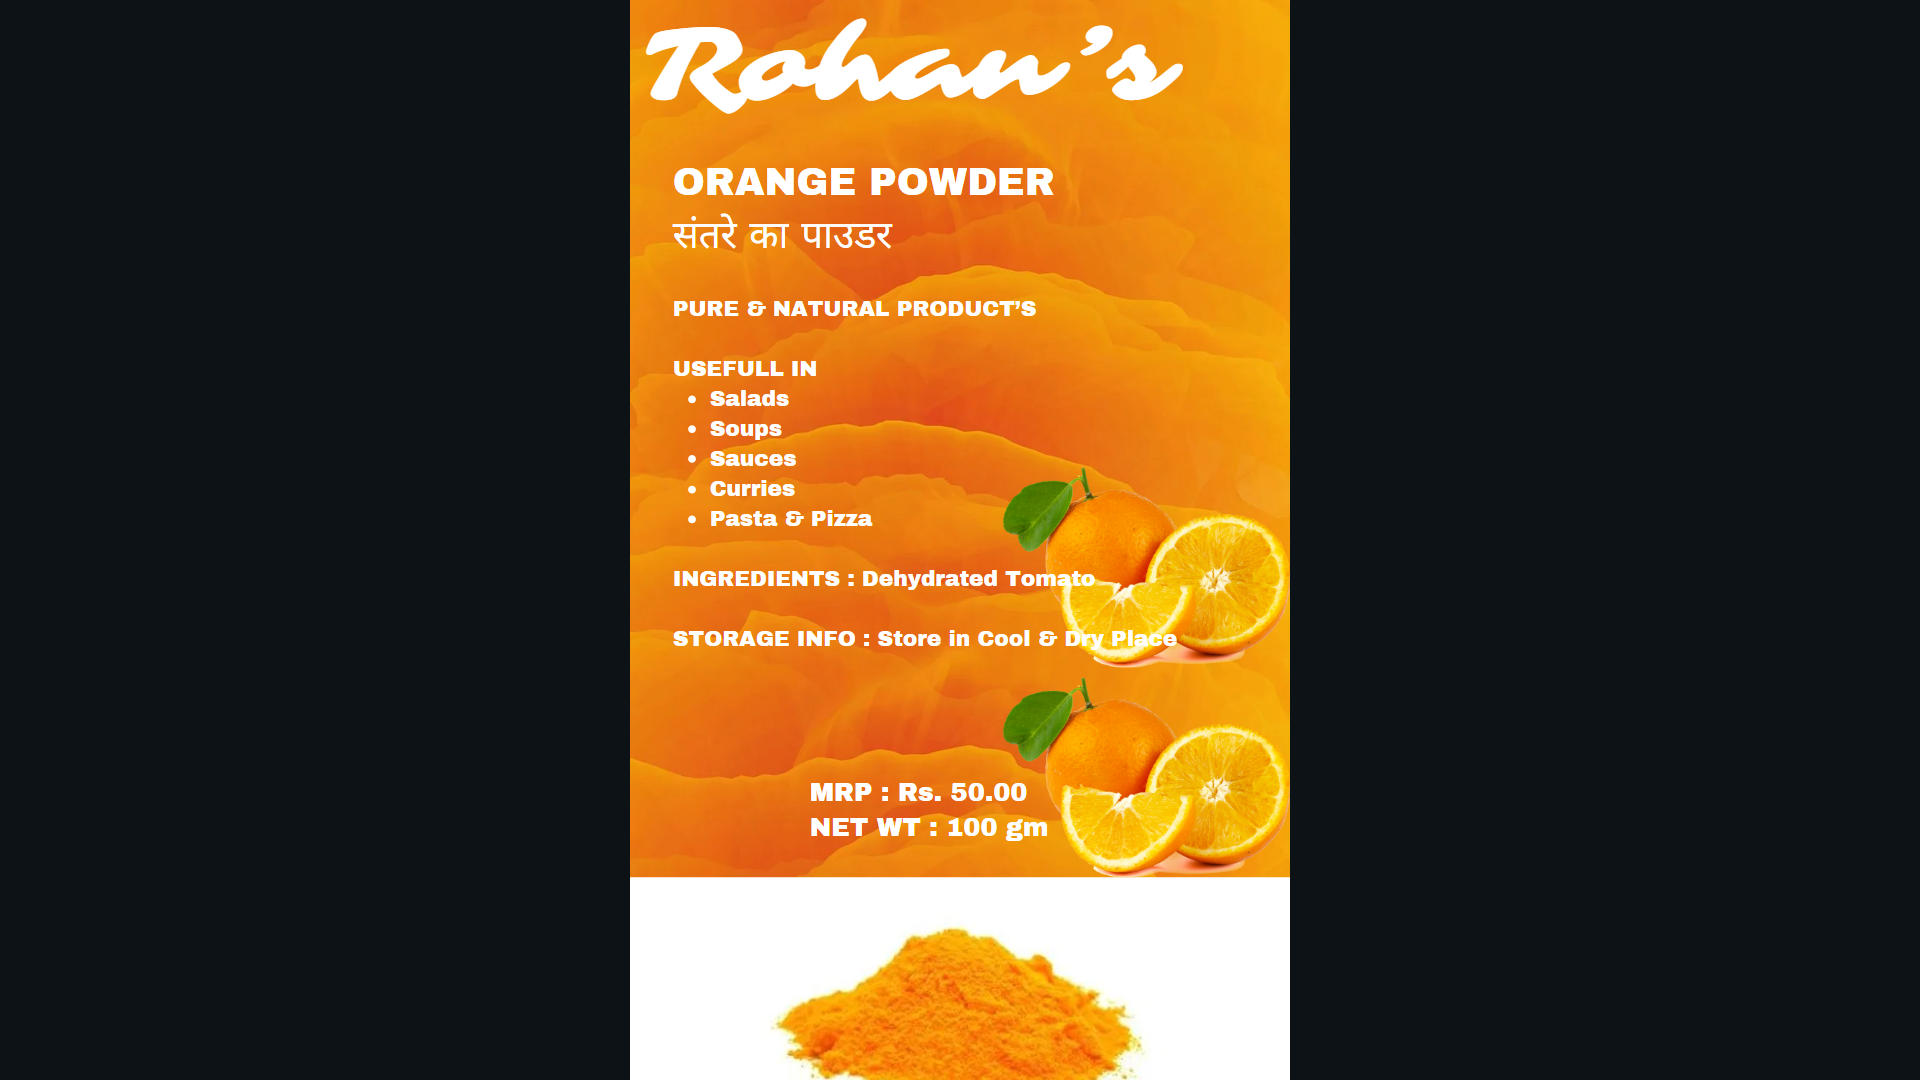 Rohan’s
ORANGE POWDER
संतरे का पाउडर
PURE & NATURAL PRODUCT’S
USEFULL IN
• Salads
• Soups
• Sauces
• Curries
• Pasta & Pizza
INGREDIENTS : Dehydrated Tomato
STORAGE INFO : Store in Cool & Dry Place
MRP : Rs. 50.00
NET WT : 100 gm